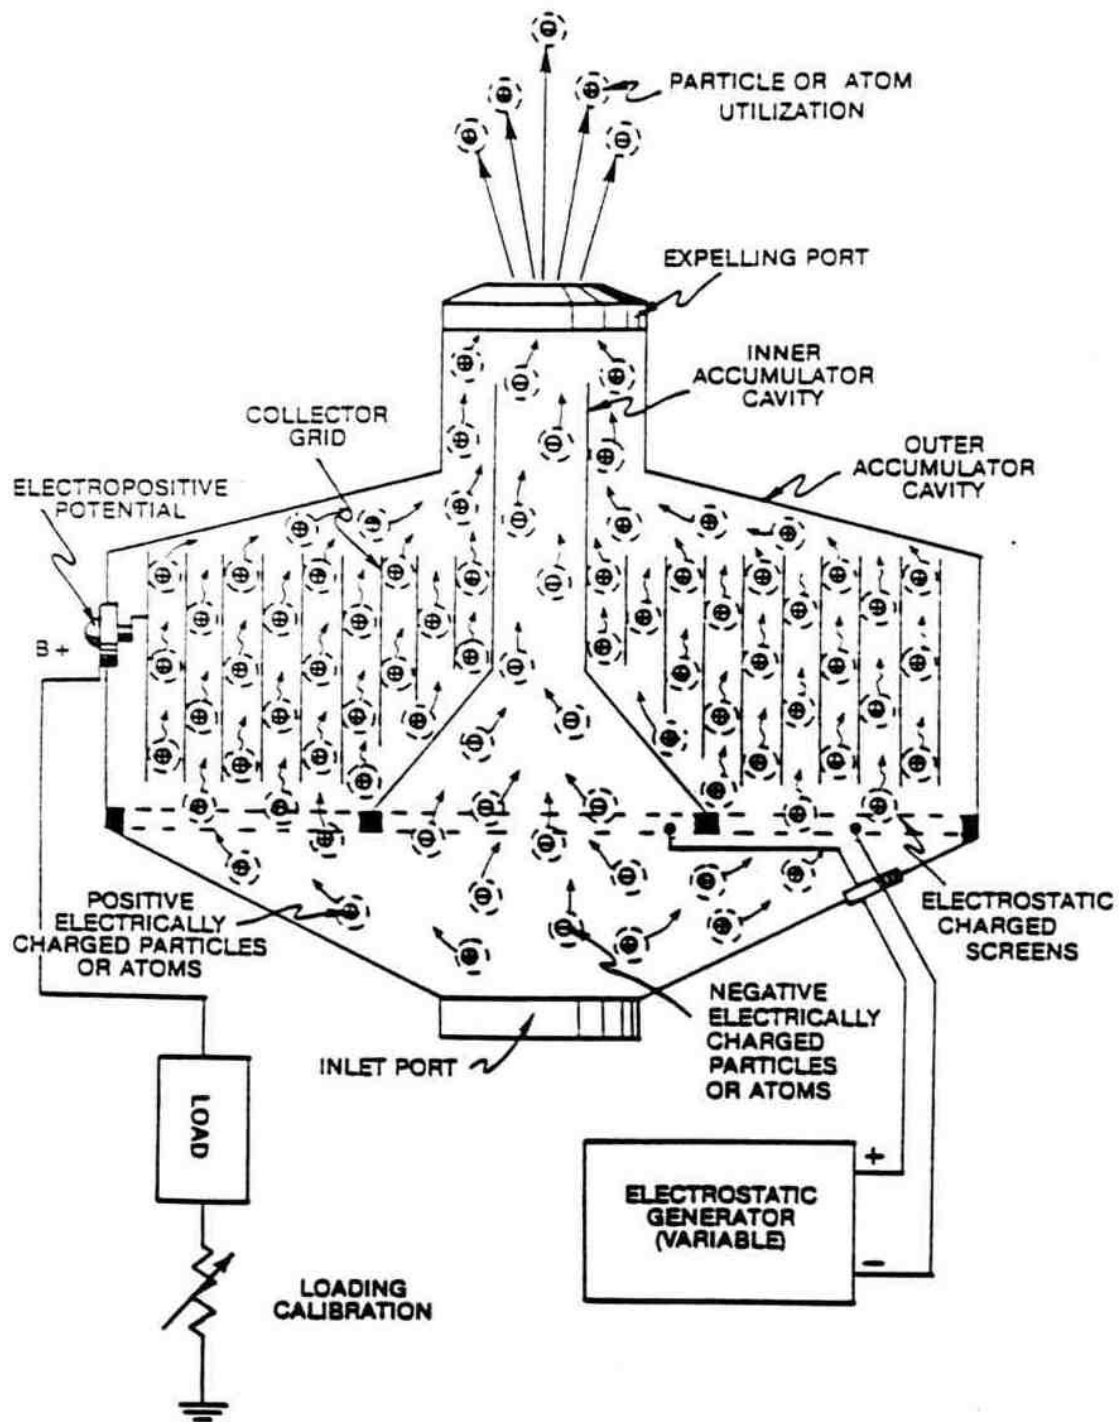 PARTICLE OR ATOM
UTILIZATION
EXPELLING PORT
INNER
ACCUMULATOR
CAVITY
COLLECTOR
GRID
OUTER
ACCUMULATOR
CAVITY
ELECTROPOSITIVE
POTENTIAL
B+
POSITIVE
ELECTRICALLY
CHARGED PARTICLES
OR ATOMS
ELECTROSTATIC
CHARGED
SCREENS
NEGATIVE
ELECTRICALLY
CHARGED
PARTICLES
OR ATOMS
INLET PORT
LOAD
+
ELECTROSTATIC
GENERATOR
(VARIABLE)
−
LOADING
CALIBRATION